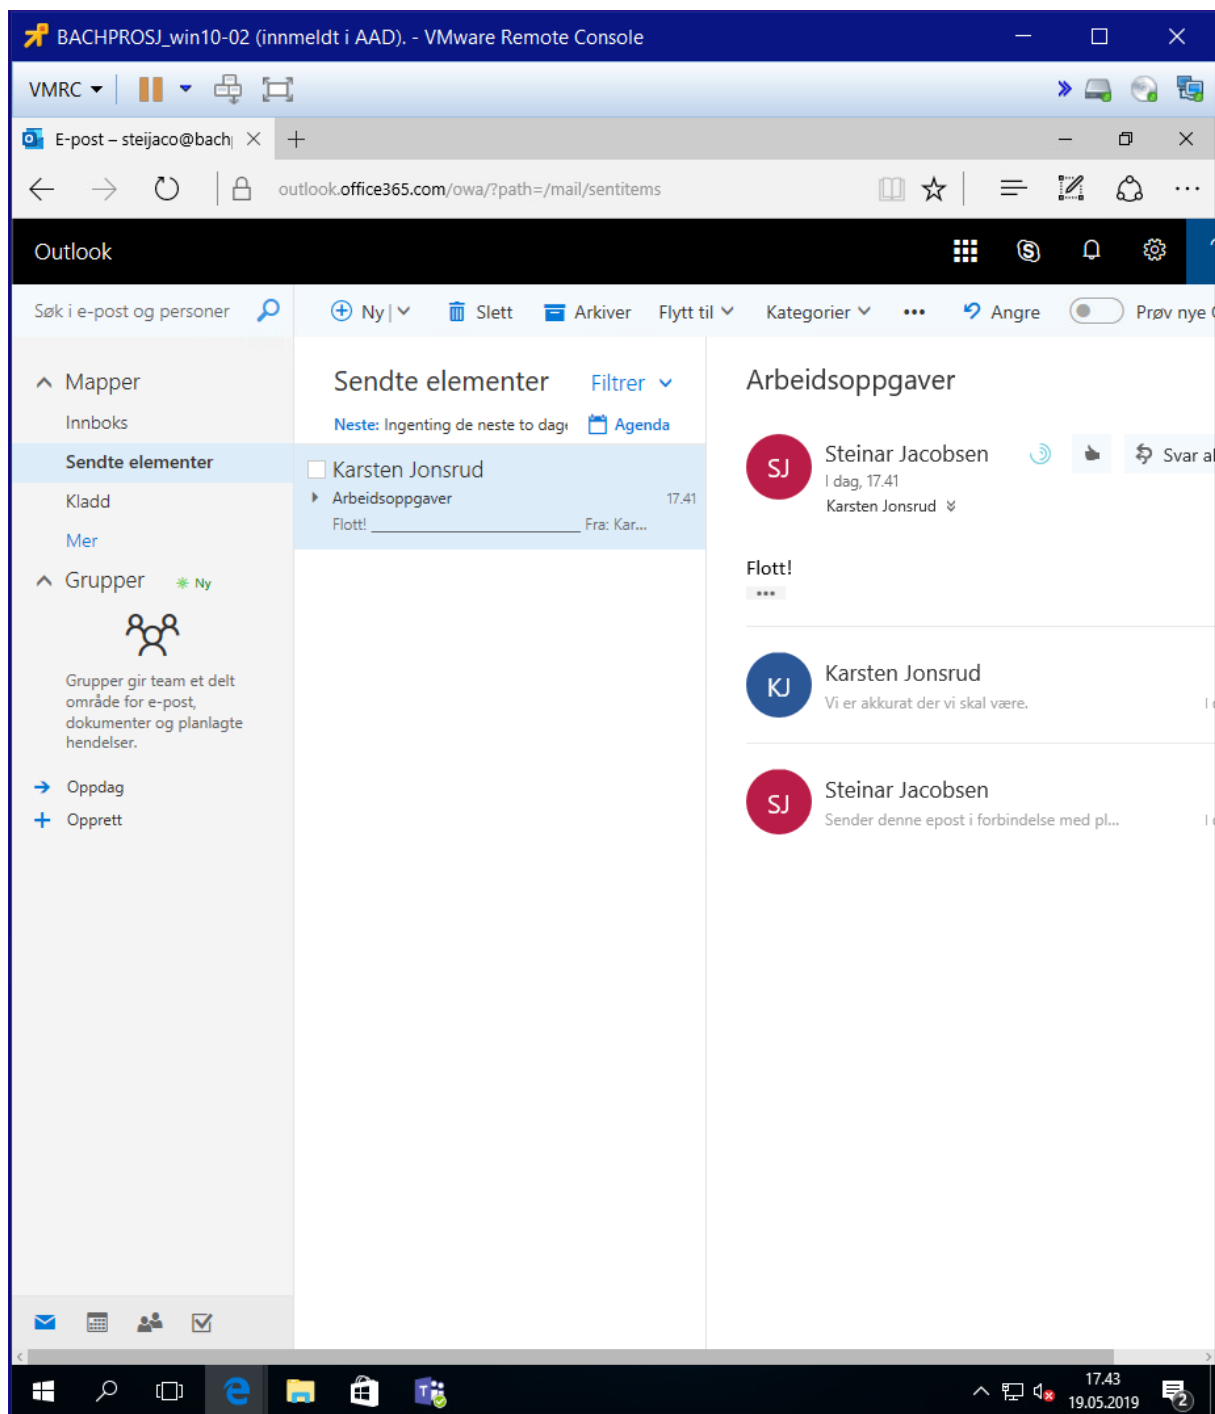 BACHPROSJ_win10-02 (innmeldt i AAD). - VMware Remote Console
VMRC
E-post – steijaco@bach
outlook.office365.com/owa/?path=/mail/sentitems
Outlook
Søk i e-post og personer
Ny
Slett
Arkiver
Flytt til
Kategorier
Angre
Prøv nye
Mapper
Innboks
Sendte elementer
Kladd
Mer
Grupper
Ny
Grupper gir team et delt
område for e-post,
dokumenter og planlagte
hendelser.
Oppdag
Opprett
Sendte elementer
Filtrer
Neste: Ingenting de neste to dage
Agenda
Karsten Jonsrud
Arbeidsoppgaver
17.41
Flott! ______________________________ Fra: Kar...
Arbeidsoppgaver
SJ
Steinar Jacobsen
I dag, 17.41
Karsten Jonsrud
Svar al
Flott!
KJ
Karsten Jonsrud
Vi er akkurat der vi skal være.
SJ
Steinar Jacobsen
Sender denne epost i forbindelse med pl...
17.43
19.05.2019
2